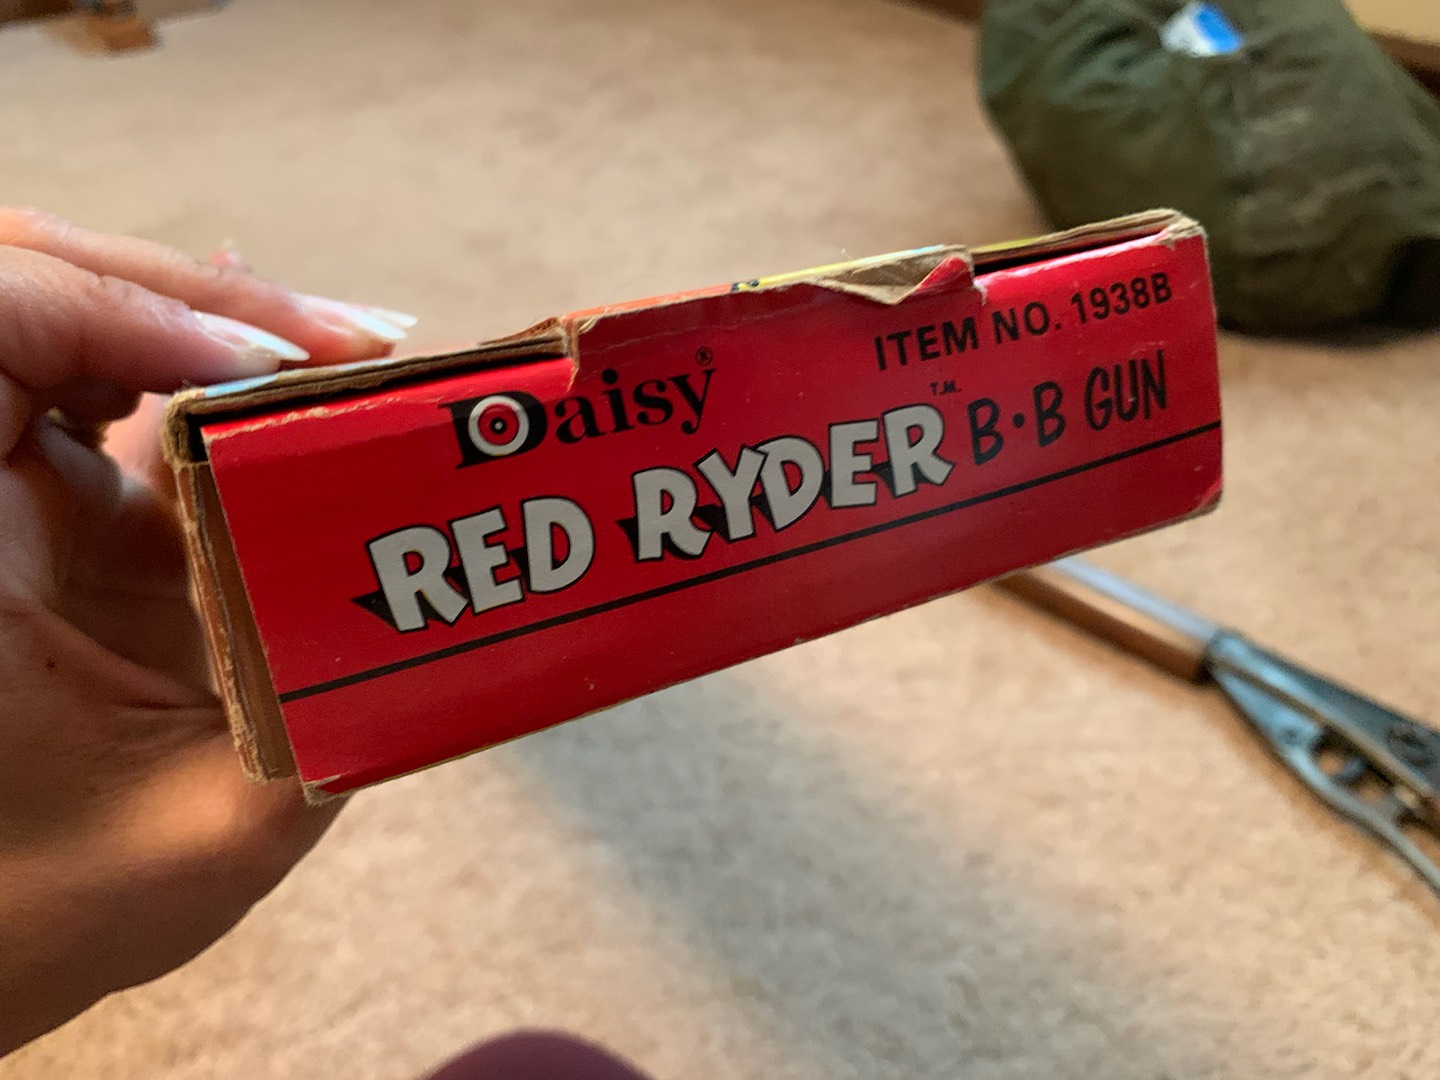 Daisy®
ITEM NO. 1938B
RED RYDER T.M. B•B GUN